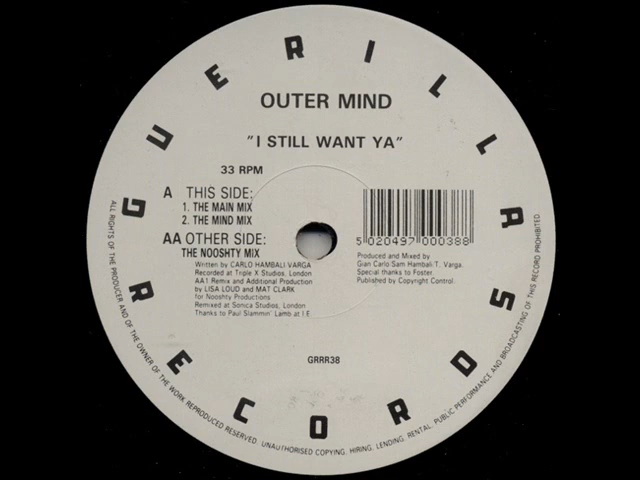 GUERILLA RECORDS
OUTER MIND
"I STILL WANT YA"
33 RPM
A THIS SIDE:
1. THE MAIN MIX
2. THE MIND MIX
AA OTHER SIDE:
THE NOOSHTY MIX
Written by CARLO HAMBALI VARGA
Recorded at Triple X Studios, London
AA1 Remix and Additional Production
by LISA LOUD and MAT CLARK
for Nooshty Productions
Remixed at Sonica Studios, London
Thanks to Paul Slammin' Lamb at I.E.
5 020497 000388
Produced and Mixed by
Gian Carlo Sam Hambali T. Varga.
Special thanks to Foster.
Published by Copyright Control.
GRRR38
ALL RIGHTS OF THE PRODUCER AND OF THE OWNER OF THE WORK REPRODUCED RESERVED. UNAUTHORISED COPYING, HIRING, LENDING, RENTAL, PUBLIC PERFORMANCE AND BROADCASTING OF THIS RECORD PROHIBITED.